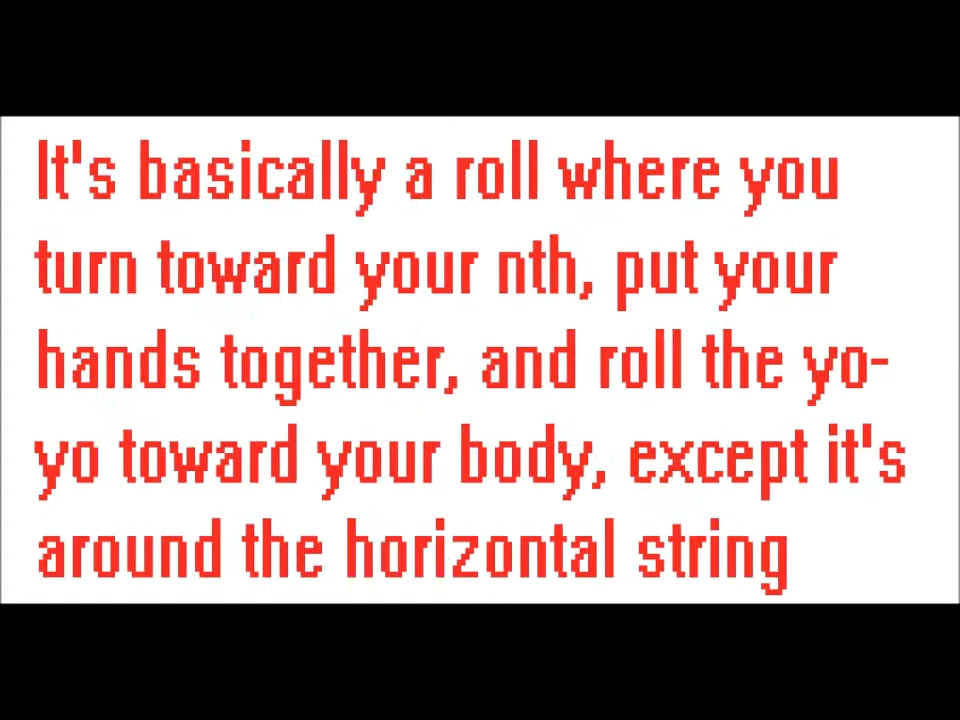 It's basically a roll where you
turn toward your nth, put your
hands together, and roll the yo-
yo toward your body, except it's
around the horizontal string